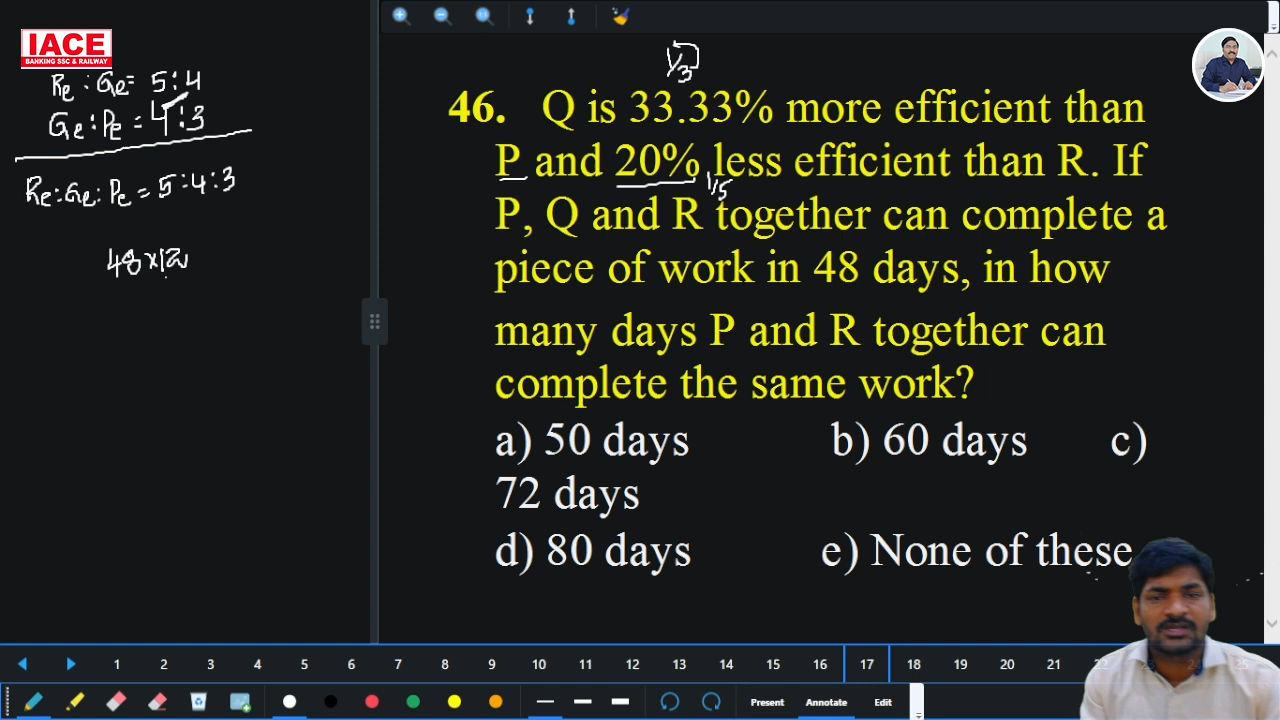 IACE
BANKING SSC & RAILWAY
Re : Qe = 5 : 4
Qe : Pe = 4 : 3
Re : Qe : Pe = 5 : 4 : 3
48 × 12
1/3
46. Q is 33.33% more efficient than
P and 20% less efficient than R. If
1/5
P, Q and R together can complete a
piece of work in 48 days, in how
many days P and R together can
complete the same work?
a) 50 days b) 60 days c)
72 days
d) 80 days e) None of these
1 2 3 4 5 6 7 8 9 10 11 12 13 14 15 16 17 18 19 20 21
Present Annotate Edit